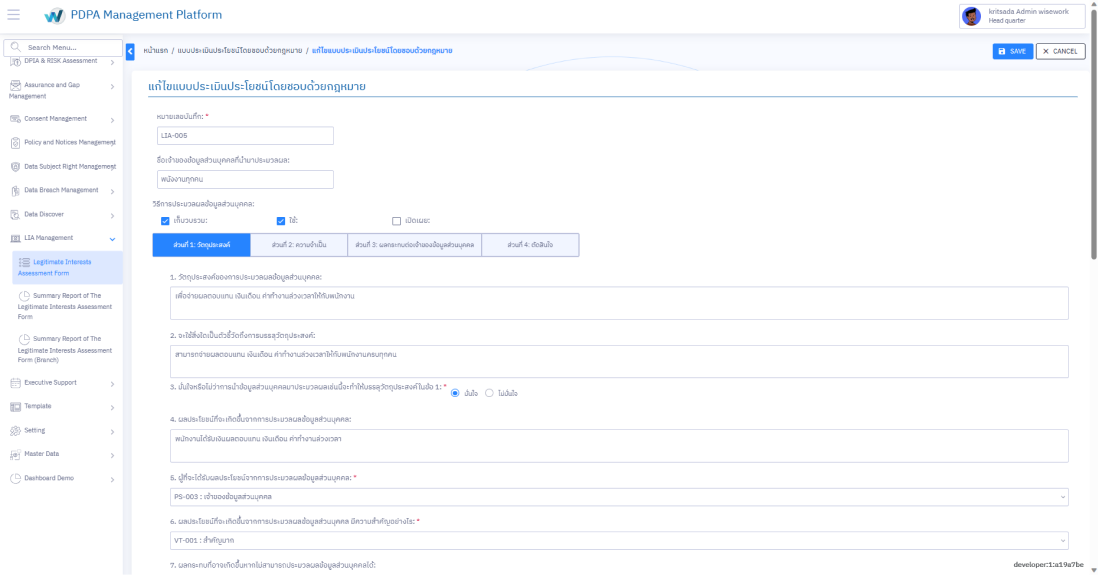 PDPA Management Platform
kritsada Admin wisework
Head quarter
Search Menu...
หน้าแรก / แบบประเมินประโยชน์โดยชอบด้วยกฎหมาย / แก้ไขแบบประเมินประโยชน์โดยชอบด้วยกฎหมาย
SAVE
CANCEL
DPIA & RISK Assessment
Assurance and Gap
Management
Consent Management
Policy and Notices Management
Data Subject Right Management
Data Breach Management
Data Discover
LIA Management
Legitimate Interests
Assessment Form
Summary Report of The
Legitimate Interests Assessment
Form
Summary Report of The
Legitimate Interests Assessment
Form (Branch)
Executive Support
Template
Setting
Master Data
Dashboard Demo
แก้ไขแบบประเมินประโยชน์โดยชอบด้วยกฎหมาย
หมายเลขบันทึก: *
LIA-005
ชื่อเจ้าของข้อมูลส่วนบุคคลที่นำมาประมวลผล:
พนังงานทุกคน
วิธีการประมวลผลข้อมูลส่วนบุคคล:
เก็บรวบรวม:
ใช้:
เปิดเผย:
ส่วนที่ 1: วัตถุประสงค์
ส่วนที่ 2: ความจำเป็น
ส่วนที่ 3: ผลกระทบต่อเจ้าของข้อมูลส่วนบุคคล
ส่วนที่ 4: ตัดสินใจ
1. วัตถุประสงค์ของการประมวลผลข้อมูลส่วนบุคคล:
เพื่อจ่ายผลตอบแทน เงินเดือน ค่าทำงานล่วงเวลาให้กับพนักงาน
2. จะใช้สิ่งใดเป็นตัวชี้วัดถึงการบรรลุวัตถุประสงค์:
สามารถจ่ายผลตอบแทน เงินเดือน ค่าทำงานล่วงเวลาให้กับพนักงานครบทุกคน
3. มั่นใจหรือไม่ว่าการนำข้อมูลส่วนบุคคลมาประมวลผลเช่นนี้จะทำให้บรรลุวัตถุประสงค์ในข้อ 1: *
มั่นใจ
ไม่มั่นใจ
4. ผลประโยชน์ที่จะเกิดขึ้นจากการประมวลผลข้อมูลส่วนบุคคล:
พนักงานได้รับเงินผลตอบแทน เงินเดือน ค่าทำงานล่วงเวลา
5. ผู้ที่จะได้รับผลประโยชน์จากการประมวลผลข้อมูลส่วนบุคคล: *
PS-003 : เจ้าของข้อมูลส่วนบุคคล
6. ผลประโยชน์ที่จะเกิดขึ้นจากการประมวลผลข้อมูลส่วนบุคคล มีความสำคัญอย่างไร: *
VT-001 : สำคัญมาก
7. ผลกระทบที่อาจเกิดขึ้นหากไม่สามารถประมวลผลข้อมูลส่วนบุคคลได้:
developer:1:a19a7be